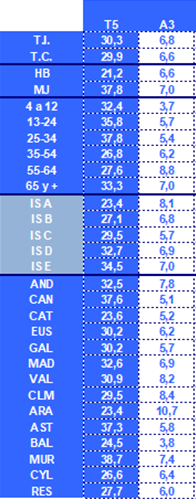 T5 A3
T.I. 30,3 6,8
T.C. 29,9 6,6
HB 21,2 6,6
MJ 37,8 7,0
4 a 12 32,4 3,7
13-24 35,8 5,7
25-34 37,8 5,4
35-54 26,8 6,2
55-64 27,6 8,8
65 y + 33,3 7,0
IS A 23,4 8,1
IS B 27,1 6,8
IS C 29,5 5,7
IS D 32,7 6,9
IS E 34,5 7,0
AND 32,5 7,8
CAN 37,6 5,1
CAT 23,6 5,2
EUS 30,2 6,2
GAL 30,2 5,7
MAD 32,6 6,9
VAL 30,9 8,2
CLM 29,5 8,4
ARA 23,4 10,7
AST 37,3 5,8
BAL 24,5 3,8
MUR 38,7 7,4
CYL 26,6 6,4
RES 27,7 6,0